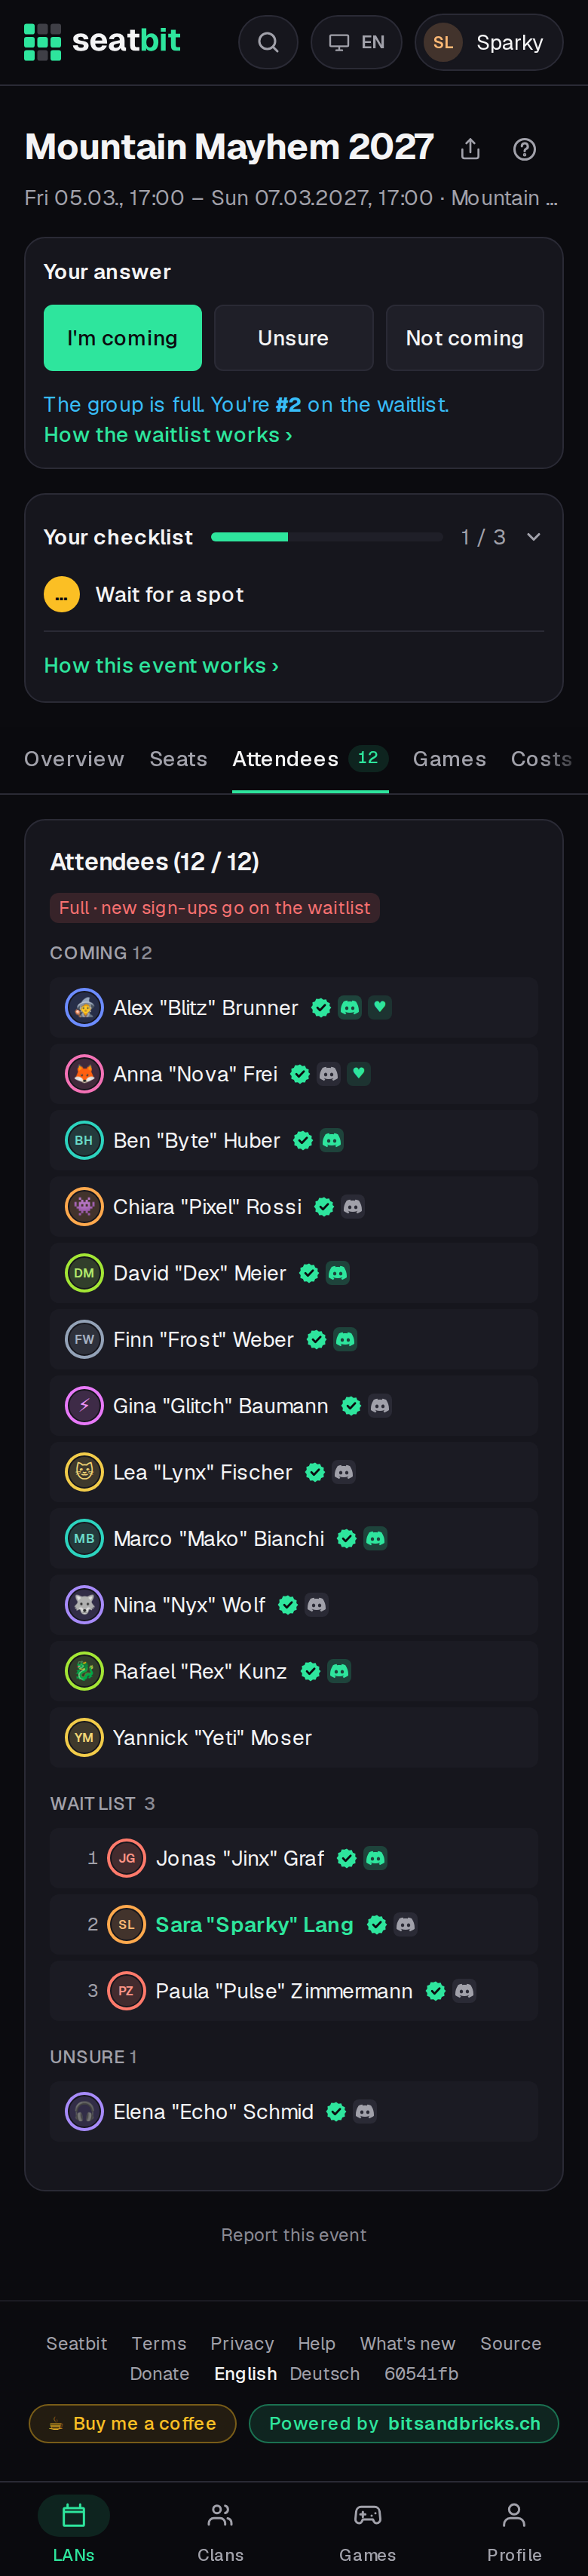 seatbit
EN
SL Sparky
Mountain Mayhem 2027
Fri 05.03., 17:00 – Sun 07.03.2027, 17:00 · Mountain ...
Your answer
I'm coming
Unsure
Not coming
The group is full. You're #2 on the waitlist.
How the waitlist works ›
Your checklist 1 / 3
... Wait for a spot
How this event works ›
Overview Seats Attendees 12 Games Costs
Attendees (12 / 12)
Full · new sign-ups go on the waitlist
COMING 12
Alex "Blitz" Brunner
Anna "Nova" Frei
BH Ben "Byte" Huber
Chiara "Pixel" Rossi
DM David "Dex" Meier
FW Finn "Frost" Weber
Gina "Glitch" Baumann
Lea "Lynx" Fischer
MB Marco "Mako" Bianchi
Nina "Nyx" Wolf
Rafael "Rex" Kunz
YM Yannick "Yeti" Moser
WAITLIST 3
1 JG Jonas "Jinx" Graf
2 SL Sara "Sparky" Lang
3 PZ Paula "Pulse" Zimmermann
UNSURE 1
Elena "Echo" Schmid
Report this event
Seatbit Terms Privacy Help What's new Source
Donate English Deutsch 60541fb
Buy me a coffee
Powered by bitsandbricks.ch
LANs Clans Games Profile